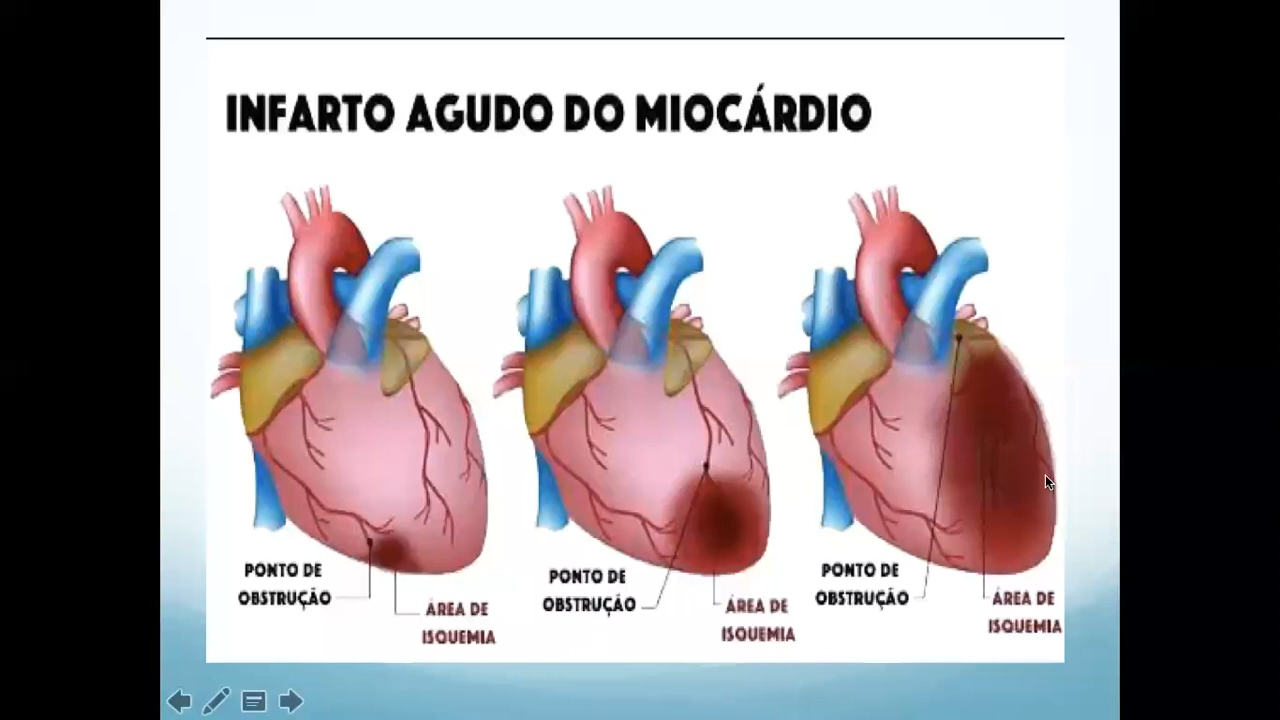 INFARTO AGUDO DO MIOCÁRDIO
PONTO DE
OBSTRUÇÃO
ÁREA DE
ISQUEMIA
PONTO DE
OBSTRUÇÃO
ÁREA DE
ISQUEMIA
PONTO DE
OBSTRUÇÃO
ÁREA DE
ISQUEMIA